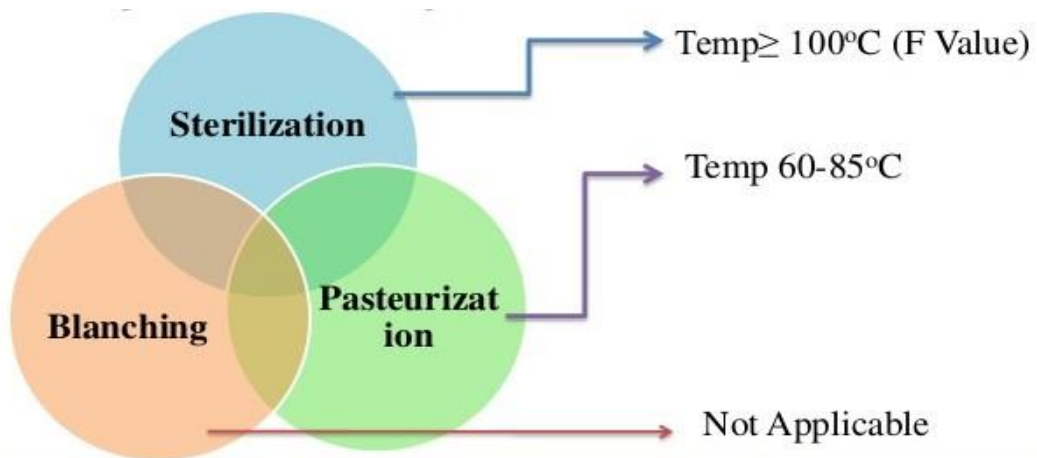 Sterilization
Temp≥ 100°C (F Value)
Temp 60-85°C
Pasteurizat
ion
Blanching
Not Applicable